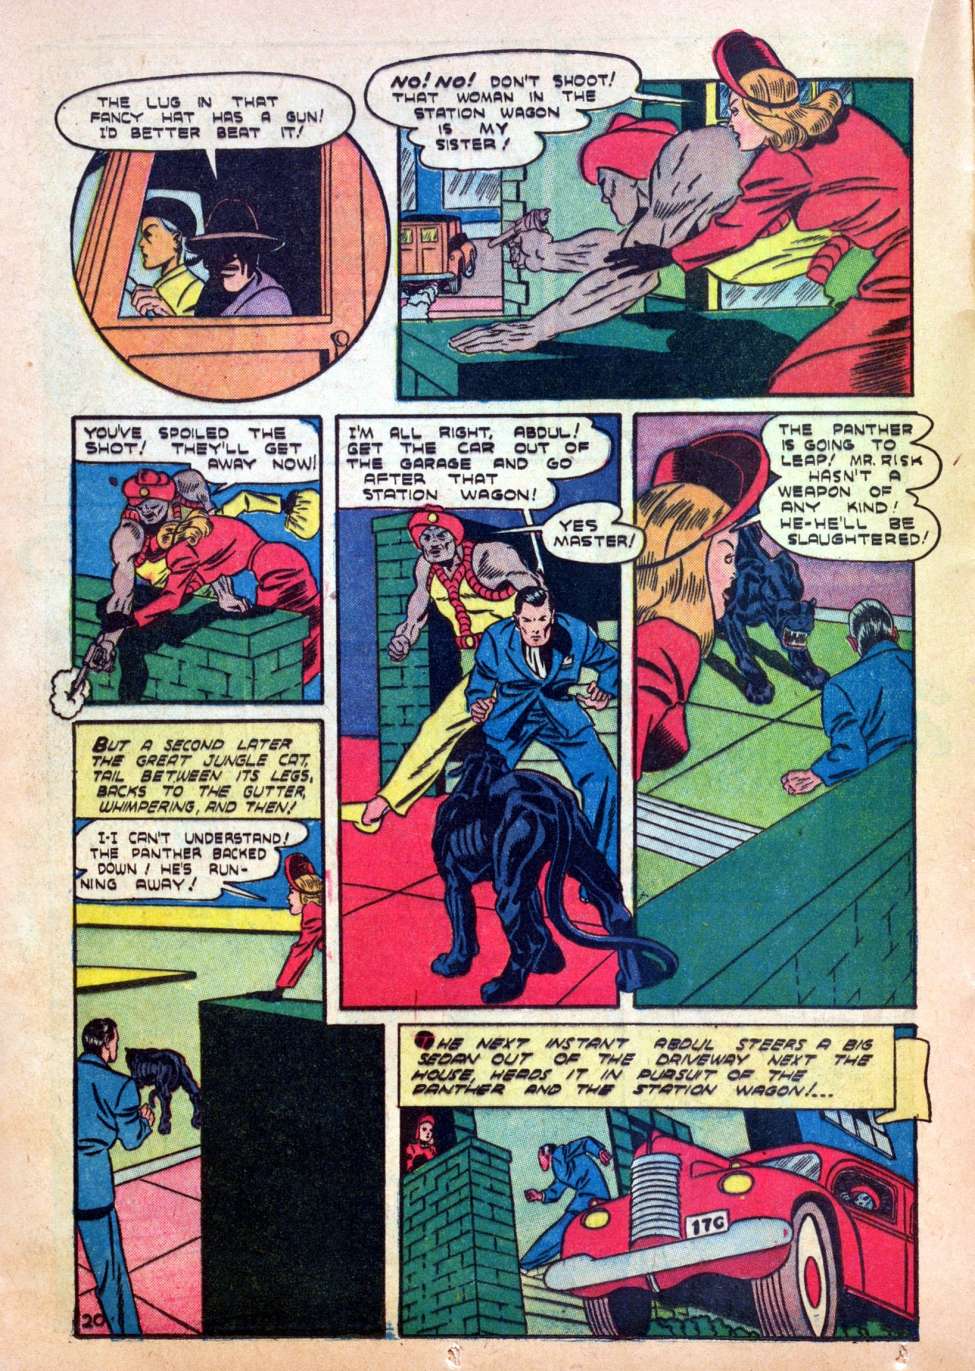 THE LUG IN THAT
FANCY HAT HAS A GUN!
I'D BETTER BEAT IT!
NO! NO! DON'T SHOOT!
THAT WOMAN IN THE
STATION WAGON
IS MY
SISTER!
YOU'VE SPOILED THE
SHOT! THEY'LL GET
AWAY NOW!
I'M ALL RIGHT, ABDUL!
GET THE CAR OUT OF
THE GARAGE AND GO
AFTER THAT
STATION WAGON!
YES
MASTER!
THE PANTHER
IS GOING TO
LEAP! MR. RISK
HASN'T A
WEAPON OF
ANY KIND!
HE-HE'LL BE
SLAUGHTERED!
BUT A SECOND LATER
THE GREAT JUNGLE CAT,
TAIL BETWEEN ITS LEGS,
BACKS TO THE GUTTER,
WHIMPERING, AND THEN!
I-I CAN'T UNDERSTAND!
THE PANTHER BACKED
DOWN! HE'S RUN-
NING AWAY!
THE NEXT INSTANT ABDUL STEERS A BIG
SEDAN OUT OF THE DRIVEWAY NEXT THE
HOUSE, HEADS IT IN PURSUIT OF THE
PANTHER AND THE STATION WAGON!...
17G
20